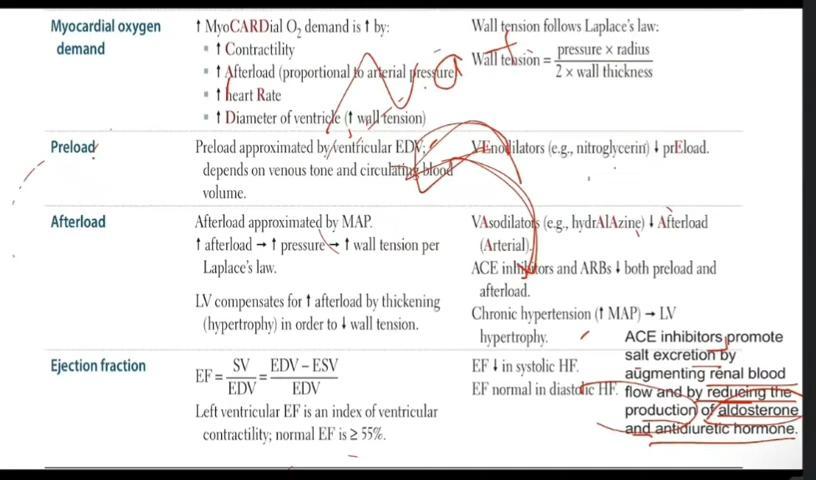 Myocardial oxygen
demand
↑ MyoCARDial O₂ demand is ↑ by:
▪ ↑ Contractility
▪ ↑ Afterload (proportional to arterial pressure)
▪ ↑ heart Rate
▪ ↑ Diameter of ventricle (↑ wall tension)
Wall tension follows Laplace's law:
Wall tension = pressure × radius / 2 × wall thickness
Preload
Preload approximated by ventricular EDV;
depends on venous tone and circulating blood
volume.
VEnodilators (e.g., nitroglycerin) ↓ prEload.
Afterload
Afterload approximated by MAP.
↑ afterload → ↑ pressure → ↑ wall tension per
Laplace's law.
LV compensates for ↑ afterload by thickening
(hypertrophy) in order to ↓ wall tension.
VAsodilators (e.g., hydrAlAzine) ↓ Afterload
(Arterial).
ACE inhibitors and ARBs ↓ both preload and
afterload.
Chronic hypertension (↑ MAP) → LV
hypertrophy.
Ejection fraction
EF = SV / EDV = EDV − ESV / EDV
Left ventricular EF is an index of ventricular
contractility; normal EF is ≥ 55%.
EF ↓ in systolic HF.
EF normal in diastolic HF.
ACE inhibitors promote
salt excretion by
augmenting renal blood
flow and by reducing the
production of aldosterone
and antidiuretic hormone.